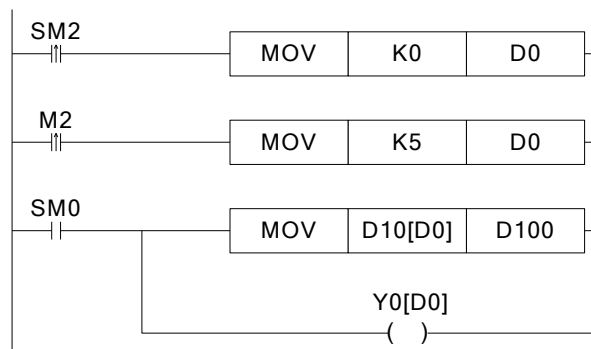 SM2
MOV K0 D0
M2
MOV K5 D0
SM0
MOV D10[D0] D100
Y0[D0]
( )